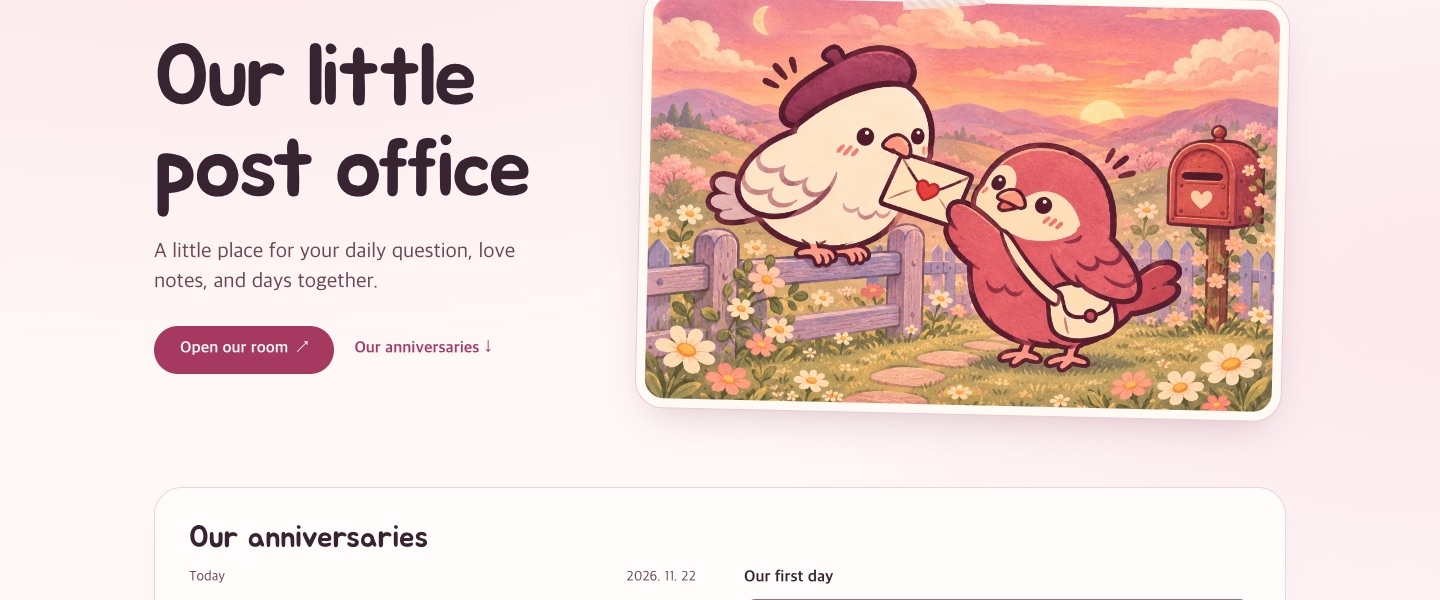 Our little
post office
A little place for your daily question, love
notes, and days together.
Open our room ↗
Our anniversaries ↓
Our anniversaries
Today
2026. 11. 22
Our first day